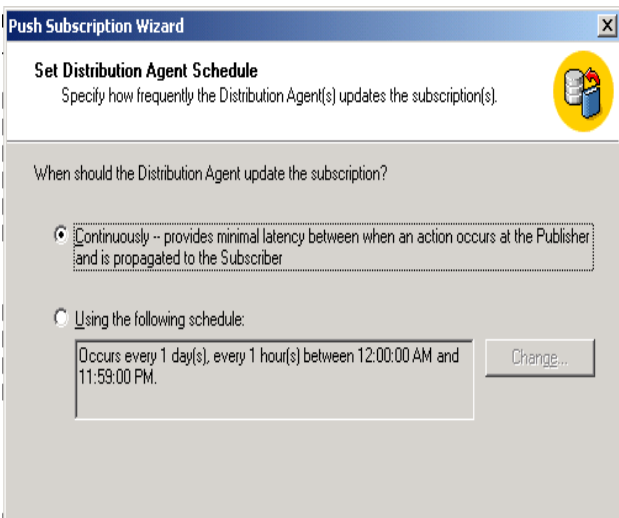 Push Subscription Wizard
Set Distribution Agent Schedule
Specify how frequently the Distribution Agent(s) updates the subscription(s).
When should the Distribution Agent update the subscription?
Continuously -- provides minimal latency between when an action occurs at the Publisher
and is propagated to the Subscriber
Using the following schedule:
Occurs every 1 day(s), every 1 hour(s) between 12:00:00 AM and
11:59:00 PM.
Change...